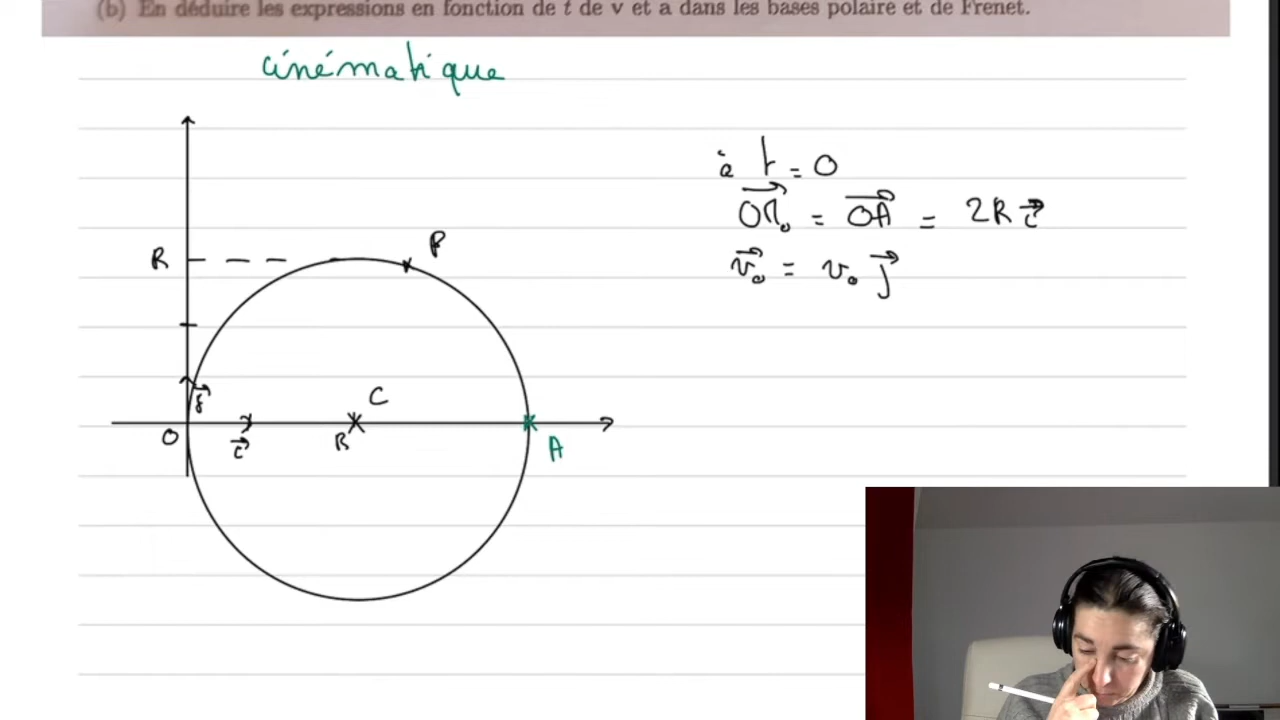 (b) En déduire les expressions en fonction de t de v et a dans les bases polaire et de Frenet.
cinématique
à t = 0
OM₀ = OA = 2R i
v₀ = v₀ j
R
P
j
C
O
i
R
A